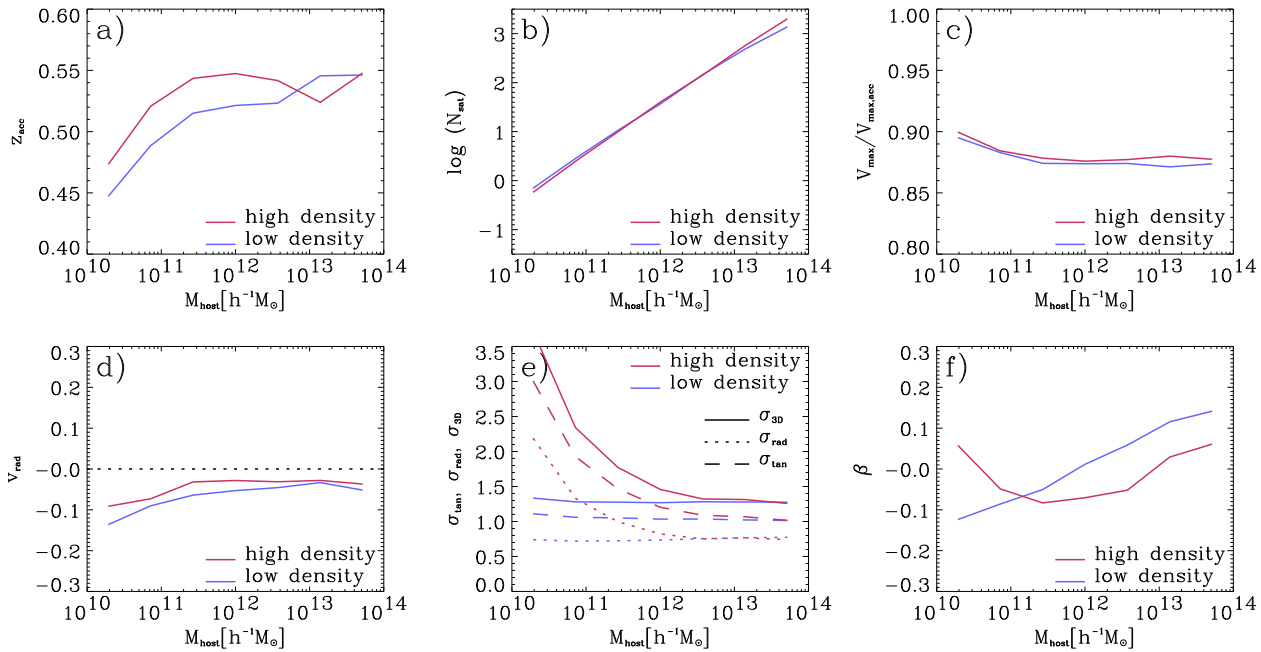 a)
0.60
0.55
0.50
0.45
0.40
z_acc
high density
low density
10^10 10^11 10^12 10^13 10^14
M_host[h^-1M_⊙]
b)
3
2
1
0
−1
log (N_sat)
high density
low density
10^10 10^11 10^12 10^13 10^14
M_host[h^-1M_⊙]
c)
1.00
0.95
0.90
0.85
0.80
V_max/V_max,acc
high density
low density
10^10 10^11 10^12 10^13 10^14
M_host[h^-1M_⊙]
d)
0.3
0.2
0.1
−0.0
−0.1
−0.2
−0.3
v_rad
high density
low density
10^10 10^11 10^12 10^13 10^14
M_host[h^-1M_⊙]
e)
3.5
3.0
2.5
2.0
1.5
1.0
0.5
0.0
σ_tan, σ_rad, σ_3D
high density
low density
σ_3D
σ_rad
σ_tan
10^10 10^11 10^12 10^13 10^14
M_host[h^-1M_⊙]
f)
0.3
0.2
0.1
−0.0
−0.1
−0.2
−0.3
β
high density
low density
10^10 10^11 10^12 10^13 10^14
M_host[h^-1M_⊙]